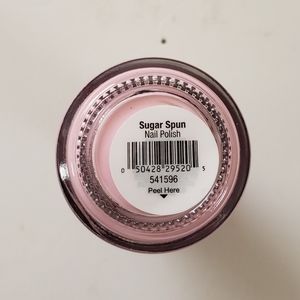 Sugar Spun
Nail Polish
0 50428 29520 5
541596
Peel Here